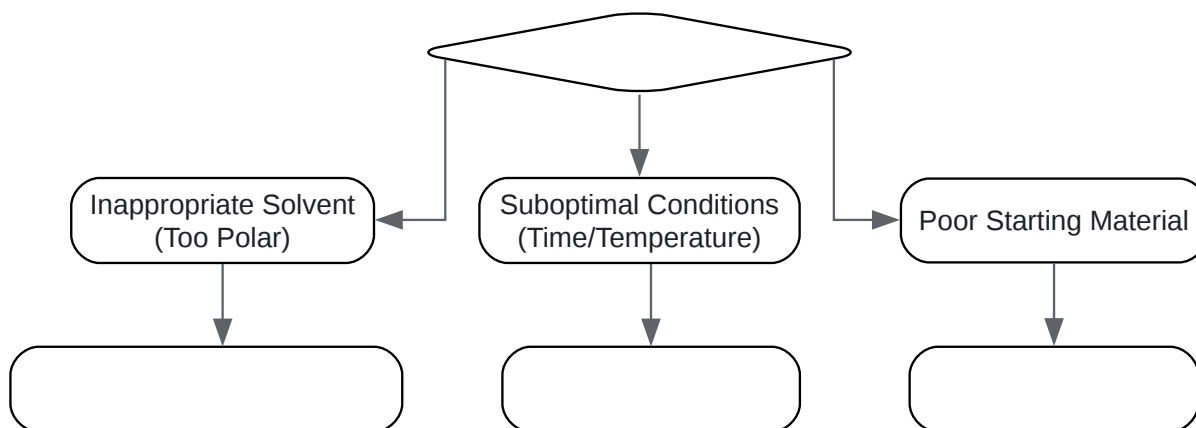 Inappropriate Solvent
(Too Polar)
Suboptimal Conditions
(Time/Temperature)
Poor Starting Material